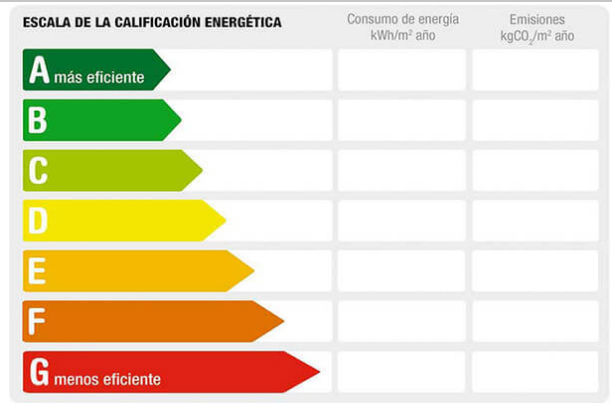 ESCALA DE LA CALIFICACIÓN ENERGÉTICA
Consumo de energía
kWh/m² año
Emisiones
kgCO₂/m² año
A más eficiente
B
C
D
E
F
G menos eficiente